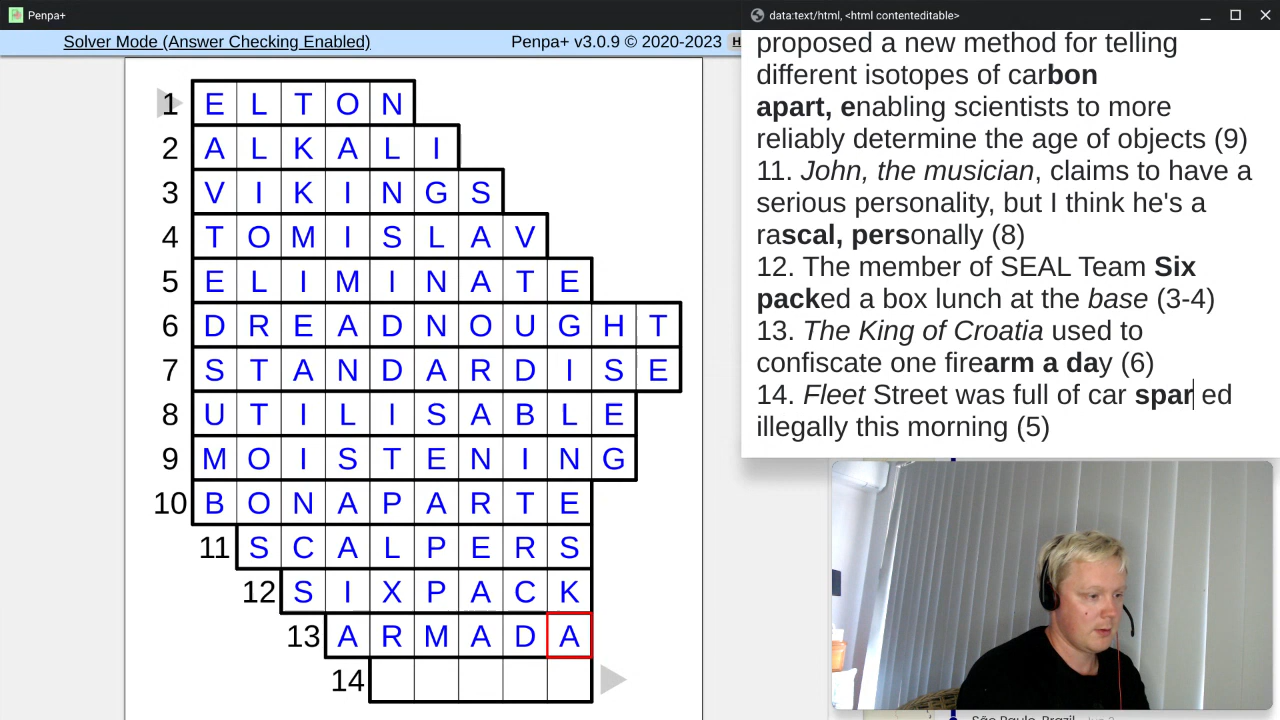 Penpa+
data:text/html, <html contenteditable>
Solver Mode (Answer Checking Enabled)
Penpa+ v3.0.9 © 2020-2023
H
1 E L T O N
2 A L K A L I
3 V I K I N G S
4 T O M I S L A V
5 E L I M I N A T E
6 D R E A D N O U G H T
7 S T A N D A R D I S E
8 U T I L I S A B L E
9 M O I S T E N I N G
10 B O N A P A R T E
11 S C A L P E R S
12 S I X P A C K
13 A R M A D A
14
proposed a new method for telling
different isotopes of carbon
apart, enabling scientists to more
reliably determine the age of objects (9)
11. John, the musician, claims to have a
serious personality, but I think he's a
rascal, personally (8)
12. The member of SEAL Team Six
packed a box lunch at the base (3-4)
13. The King of Croatia used to
confiscate one firearm a day (6)
14. Fleet Street was full of car spar ed
illegally this morning (5)
São Paulo, Brazil